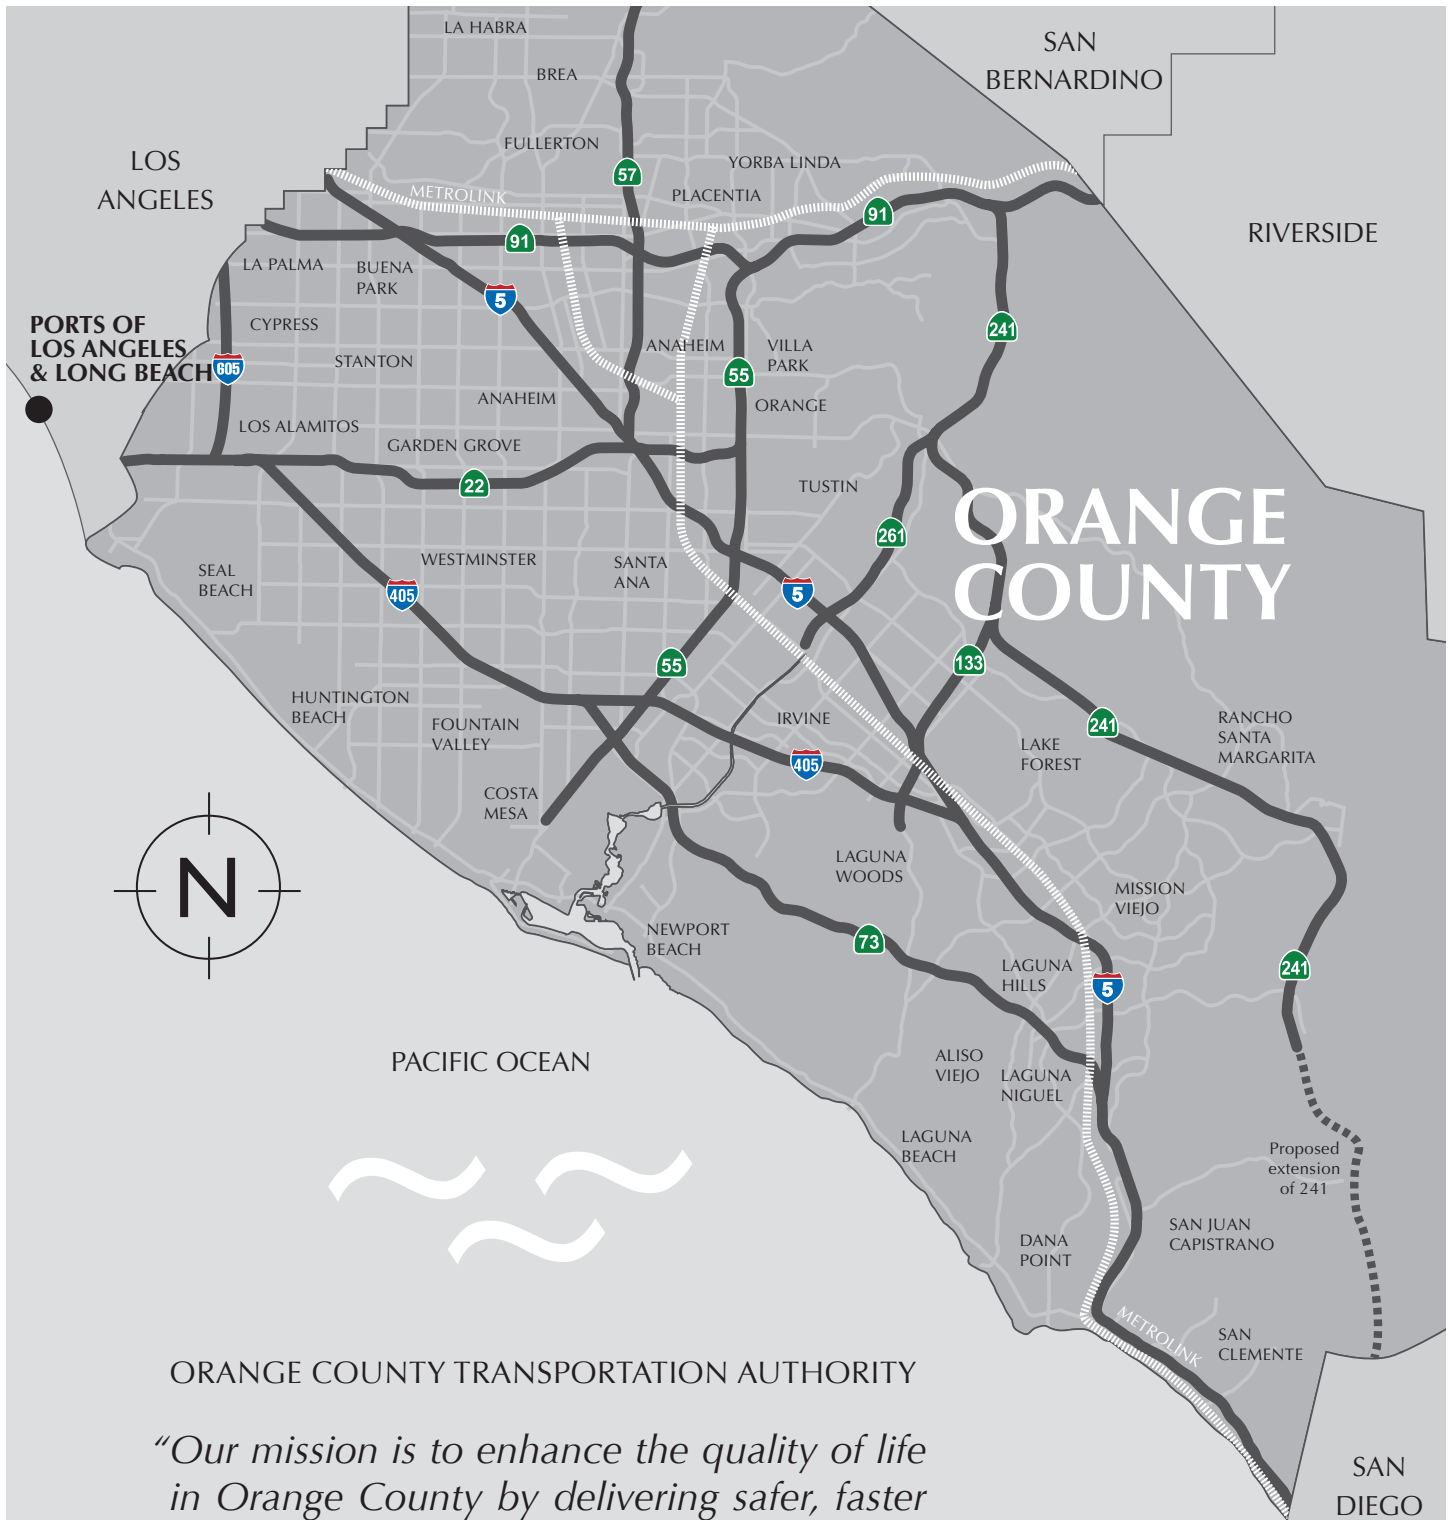 LA HABRA
BREA
SAN
BERNARDINO
FULLERTON
LOS
ANGELES
YORBA LINDA
57
PLACENTIA
METROLINK
91
91
RIVERSIDE
LA PALMA
BUENA
PARK
5
CYPRESS
PORTS OF
LOS ANGELES
& LONG BEACH
605
STANTON
241
ANAHEIM
VILLA
PARK
55
ANAHEIM
ORANGE
LOS ALAMITOS
GARDEN GROVE
22
TUSTIN
ORANGE
COUNTY
261
WESTMINSTER
SANTA
ANA
SEAL
BEACH
405
5
55
133
HUNTINGTON
BEACH
FOUNTAIN
VALLEY
IRVINE
241
RANCHO
SANTA
MARGARITA
LAKE
FOREST
405
COSTA
MESA
N
LAGUNA
WOODS
MISSION
VIEJO
NEWPORT
BEACH
73
LAGUNA
HILLS
5
241
PACIFIC OCEAN
ALISO
VIEJO
LAGUNA
NIGUEL
LAGUNA
BEACH
Proposed
extension
of 241
DANA
POINT
SAN JUAN
CAPISTRANO
METROLINK
SAN
CLEMENTE
ORANGE COUNTY TRANSPORTATION AUTHORITY
“Our mission is to enhance the quality of life
in Orange County by delivering safer, faster
SAN
DIEGO